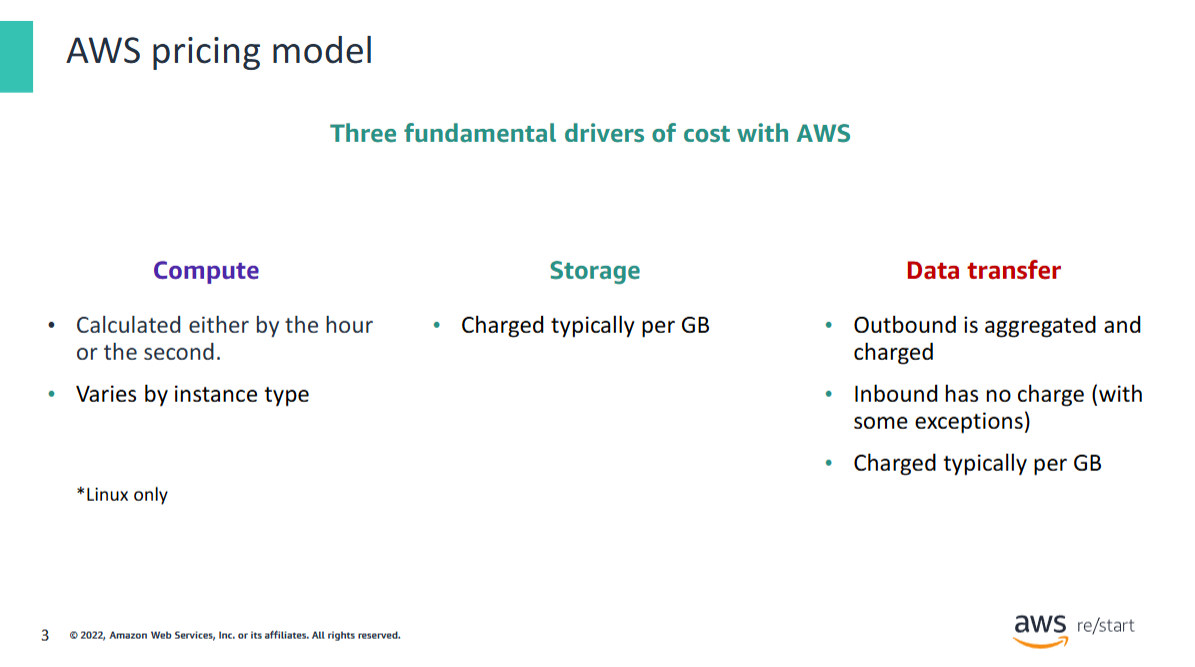 AWS pricing model
Three fundamental drivers of cost with AWS
Compute
• Calculated either by the hour
or the second.
• Varies by instance type
*Linux only
Storage
• Charged typically per GB
Data transfer
• Outbound is aggregated and
charged
• Inbound has no charge (with
some exceptions)
• Charged typically per GB
3 © 2022, Amazon Web Services, Inc. or its affiliates. All rights reserved.
aws re/start